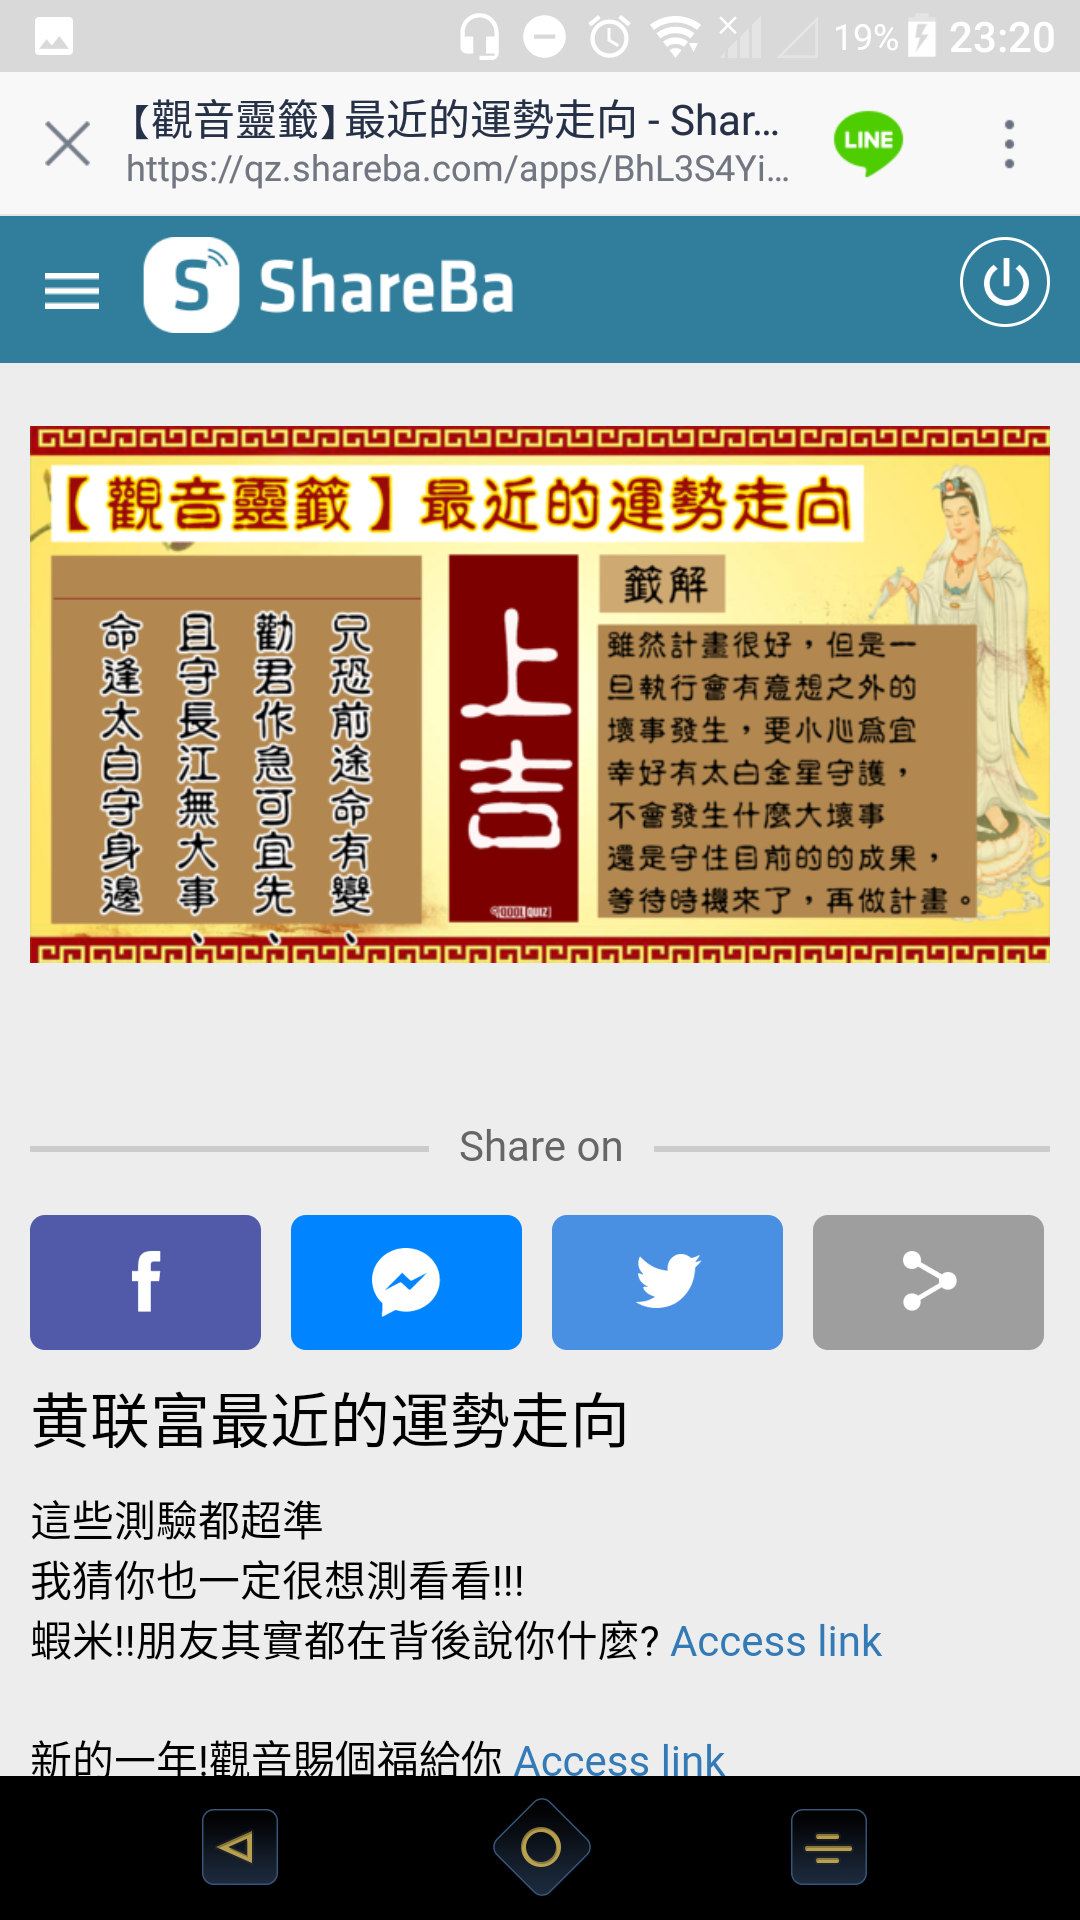 19%
23:20
【觀音靈籤】最近的運勢走向 - Shar...
https://qz.shareba.com/apps/BhL3S4Yi...
LINE
S ShareBa
【觀音靈籤】最近的運勢走向
只恐前途命有變、
勸君作急可宜先、
且守長江無大事、
命逢太白守身邊
上吉
QOOL QUIZ
籤解
雖然計畫很好，但是一
旦執行會有意想之外的
壞事發生，要小心為宜
幸好有太白金星守護，
不會發生什麼大壞事
還是守住目前的的成果，
等待時機來了，再做計畫。
Share on
黄联富最近的運勢走向
這些測驗都超準
我猜你也一定很想測看看!!!
蝦米!!朋友其實都在背後說你什麼? Access link
新的一年!觀音賜個福給你 Access link